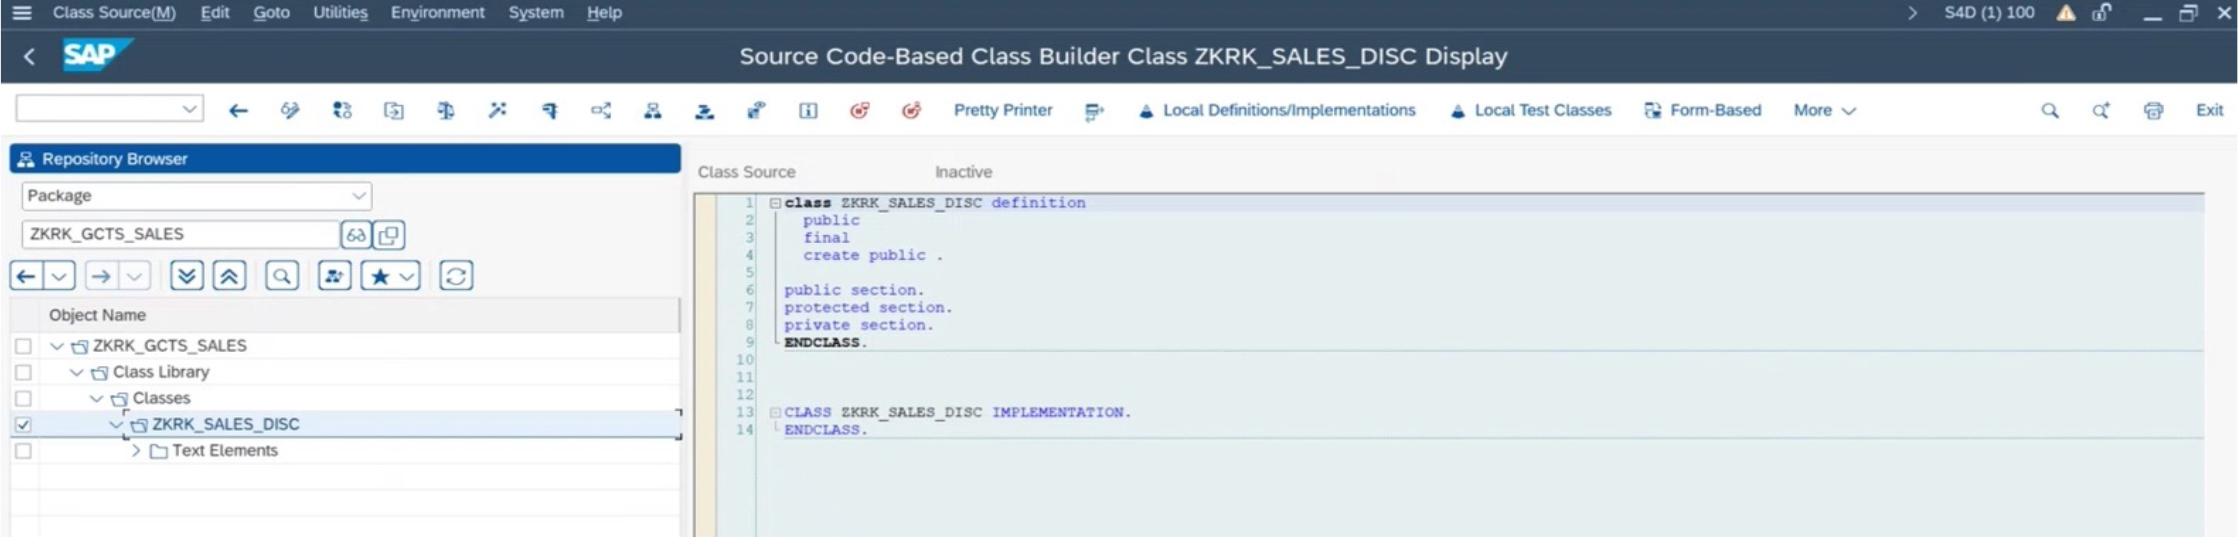 Class Source(M) Edit Goto Utilities Environment System Help S4D (1) 100
SAP Source Code-Based Class Builder Class ZKRK_SALES_DISC Display
Pretty Printer Local Definitions/Implementations Local Test Classes Form-Based More Exit
Repository Browser
Package
ZKRK_GCTS_SALES
Object Name
ZKRK_GCTS_SALES
Class Library
Classes
ZKRK_SALES_DISC
Text Elements
Class Source Inactive
1 class ZKRK_SALES_DISC definition
2 public
3 final
4 create public .
5
6 public section.
7 protected section.
8 private section.
9 ENDCLASS.
10
11
12
13 CLASS ZKRK_SALES_DISC IMPLEMENTATION.
14 ENDCLASS.